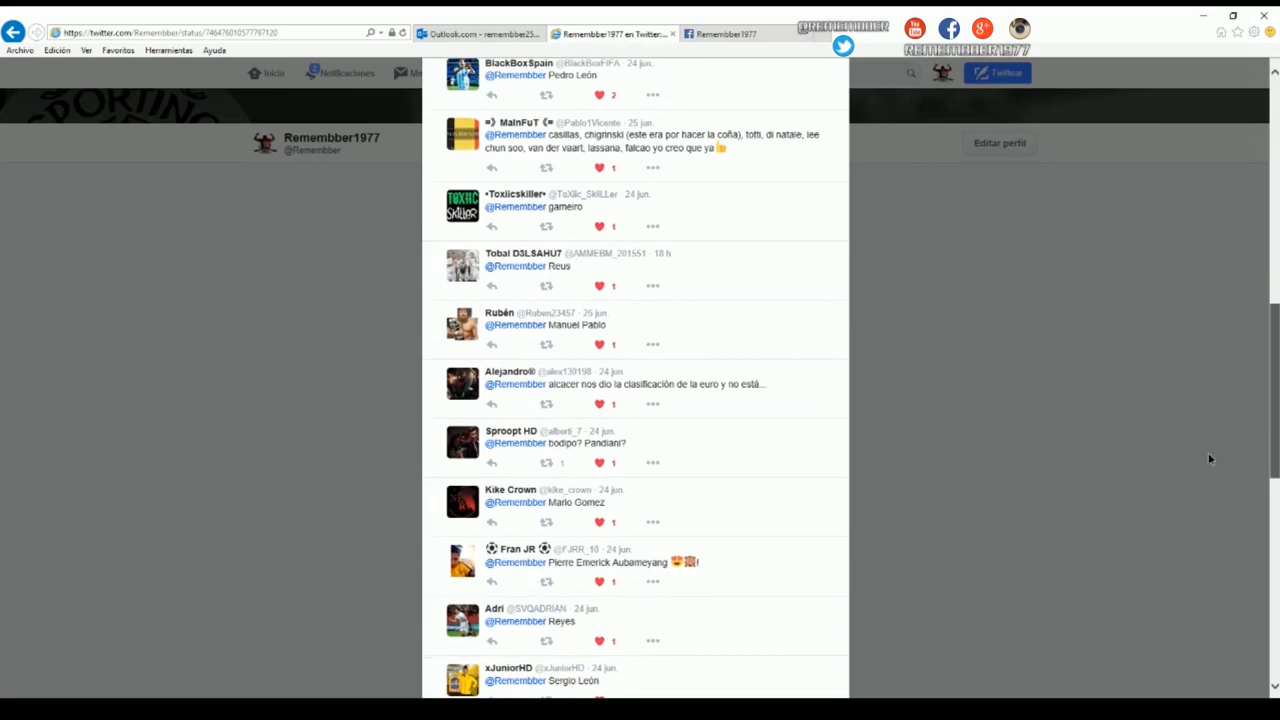 @REMEMBBER
https://twitter.com/Remembber/status/746476010577797120
Outlook.com - remembber25...
Remembber1977 en Twitter:...
Remembber1977
REMEMBBER1977
Archivo Edición Ver Favoritos Herramientas Ayuda
Inicio
2 Notificaciones
Me
Twittear
SPORTING
Remembber1977
@Remembber
Editar perfil
BlackBoxSpain @BlackBoxFIFA · 24 jun.
@Remembber Pedro León
2
=》 MaInFuT 《= @Pablo1Vicente · 25 jun.
@Remembber casillas, chigrinski (este era por hacer la coña), totti, di natale, lee
chun soo, van der vaart, lassana, falcao yo creo que ya👍
1
•Toxiicskiller• @ToXiic_SkilLLer · 24 jun.
@Remembber gameiro
1
Tobal D3LSAHU7 @AMMEBM_201551 · 18 h
@Remembber Reus
1
Rubén @Ruben23457 · 25 jun.
@Remembber Manuel Pablo
1
Alejandro® @alex130198 · 24 jun.
@Remembber alcacer nos dio la clasificación de la euro y no está...
1
Sproopt HD @alborti_7 · 24 jun.
@Remembber bodipo? Pandiani?
1 1
Kike Crown @kike_crown · 24 jun.
@Remembber Mario Gomez
1
⚽ Fran JR ⚽ @FJRR_10 · 24 jun.
@Remembber Pierre Emerick Aubameyang 😍🙈!
1
Adri @SVQADRIAN · 24 jun.
@Remembber Reyes
1
xJuniorHD @xJuniorHD · 24 jun.
@Remembber Sergio León